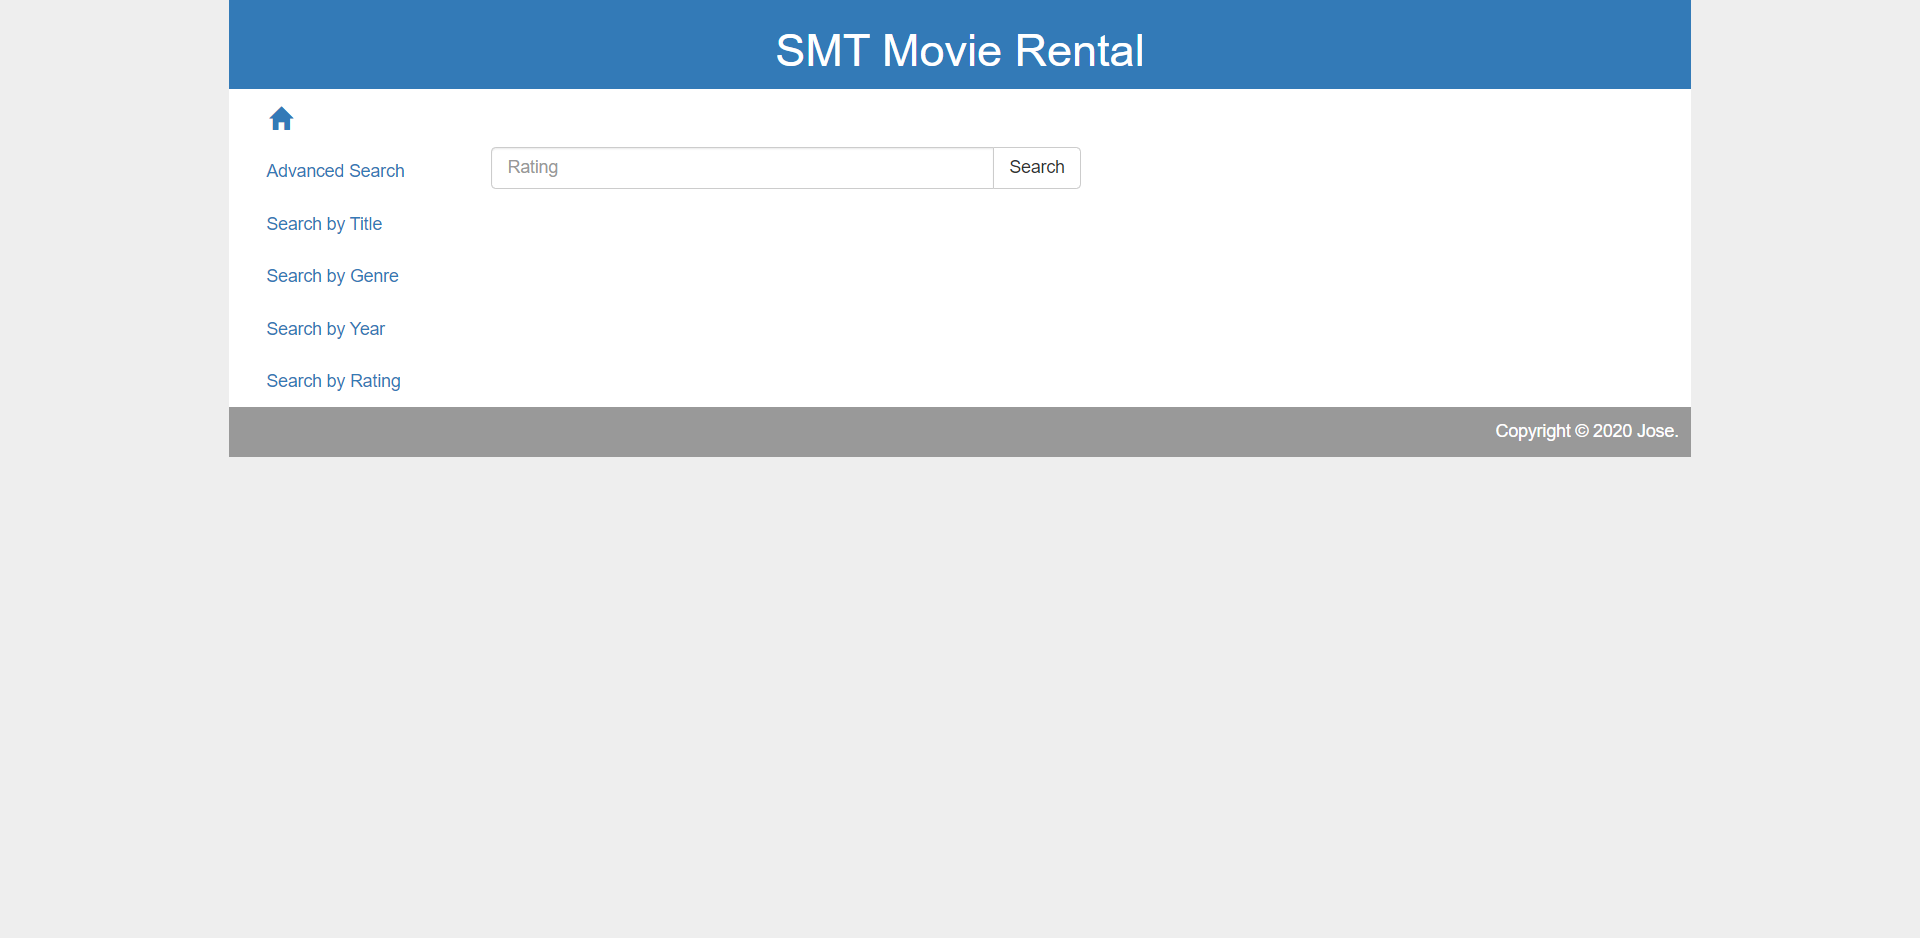 SMT Movie Rental
Advanced Search
Rating
Search
Search by Title
Search by Genre
Search by Year
Search by Rating
Copyright © 2020 Jose.